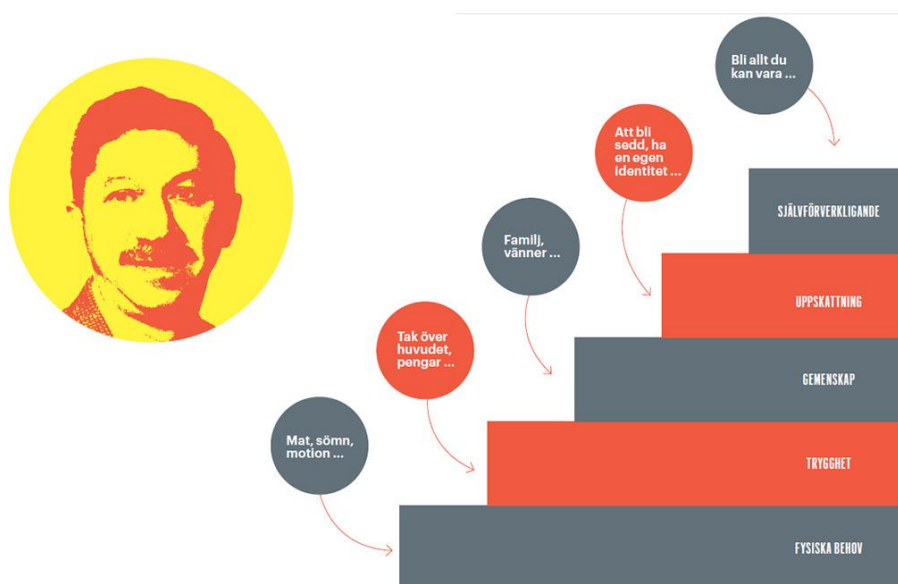 Bli allt du
kan vara ...
Att bli
sedd, ha
en egen
identitet ...
Familj,
vänner ...
Tak över
huvudet,
pengar ...
Mat, sömn,
motion ...
SJÄLVFÖRVERKLIGANDE
UPPSKATTNING
GEMENSKAP
TRYGGHET
FYSISKA BEHOV